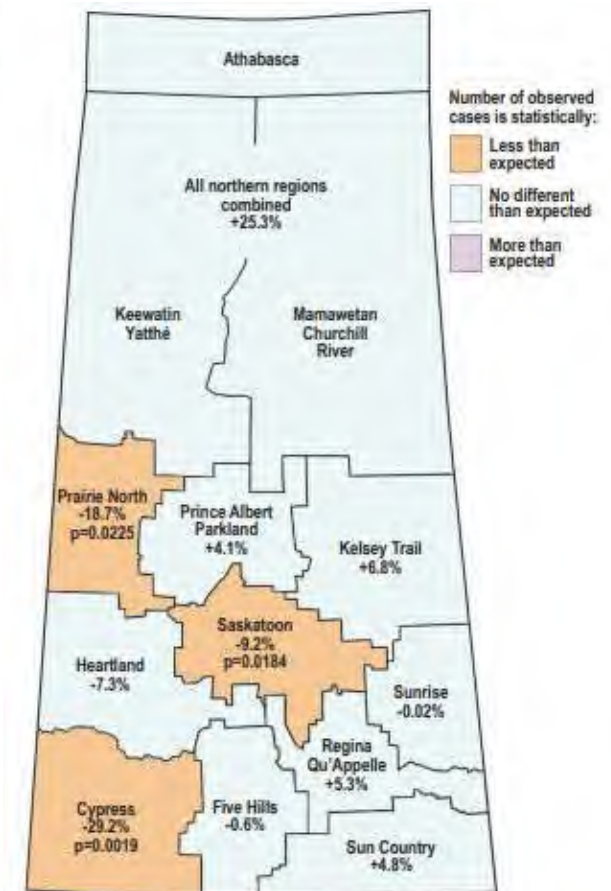 Athabasca
Number of observed
cases is statistically:
Less than
expected
No different
than expected
More than
expected
All northern regions
combined
+25.3%
Keewatin
Yatthé
Mamawetan
Churchill
River
Prairie North
-18.7%
p=0.0225
Prince Albert
Parkland
+4.1%
Kelsey Trail
+6.8%
Saskatoon
-9.2%
p=0.0184
Heartland
-7.3%
Sunrise
-0.02%
Regina
Qu'Appelle
+5.3%
Cypress
-29.2%
p=0.0019
Five Hills
-0.6%
Sun Country
+4.8%